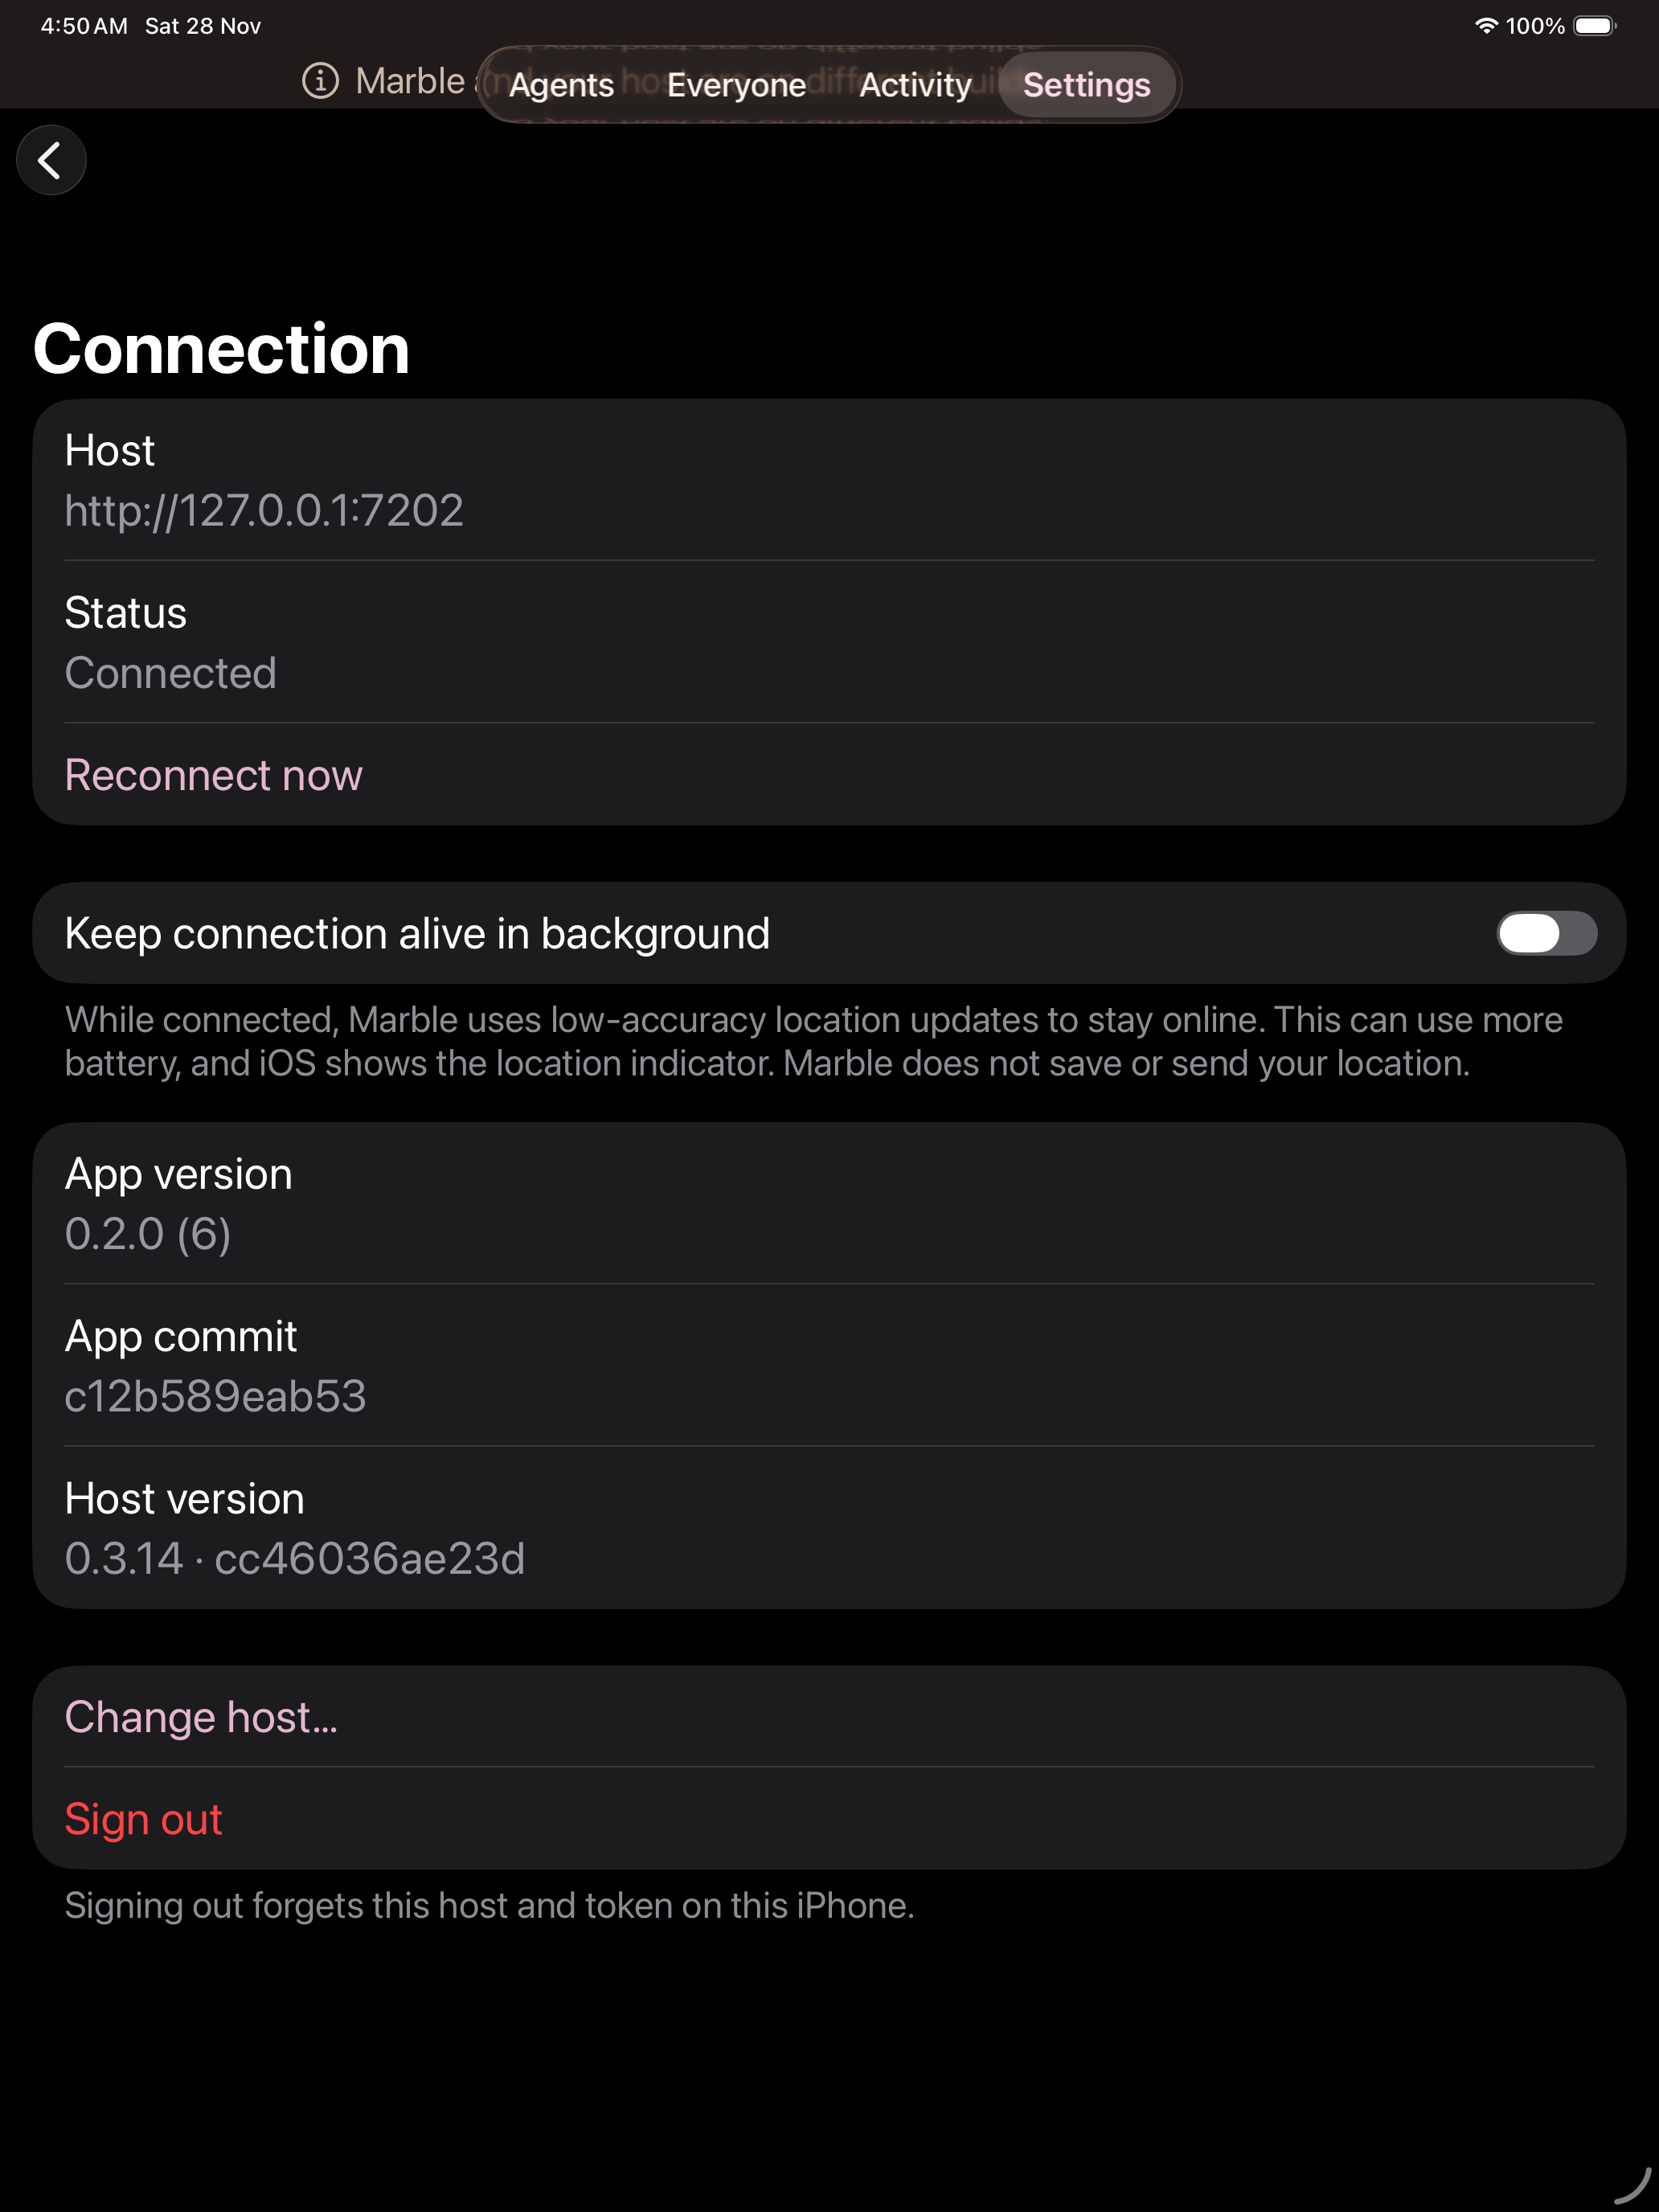 4:50 AM Sat 28 Nov
100%
Marble
Agents Everyone Activity Settings
Connection
Host
http://127.0.0.1:7202
Status
Connected
Reconnect now
Keep connection alive in background
While connected, Marble uses low-accuracy location updates to stay online. This can use more
battery, and iOS shows the location indicator. Marble does not save or send your location.
App version
0.2.0 (6)
App commit
c12b589eab53
Host version
0.3.14 · cc46036ae23d
Change host...
Sign out
Signing out forgets this host and token on this iPhone.